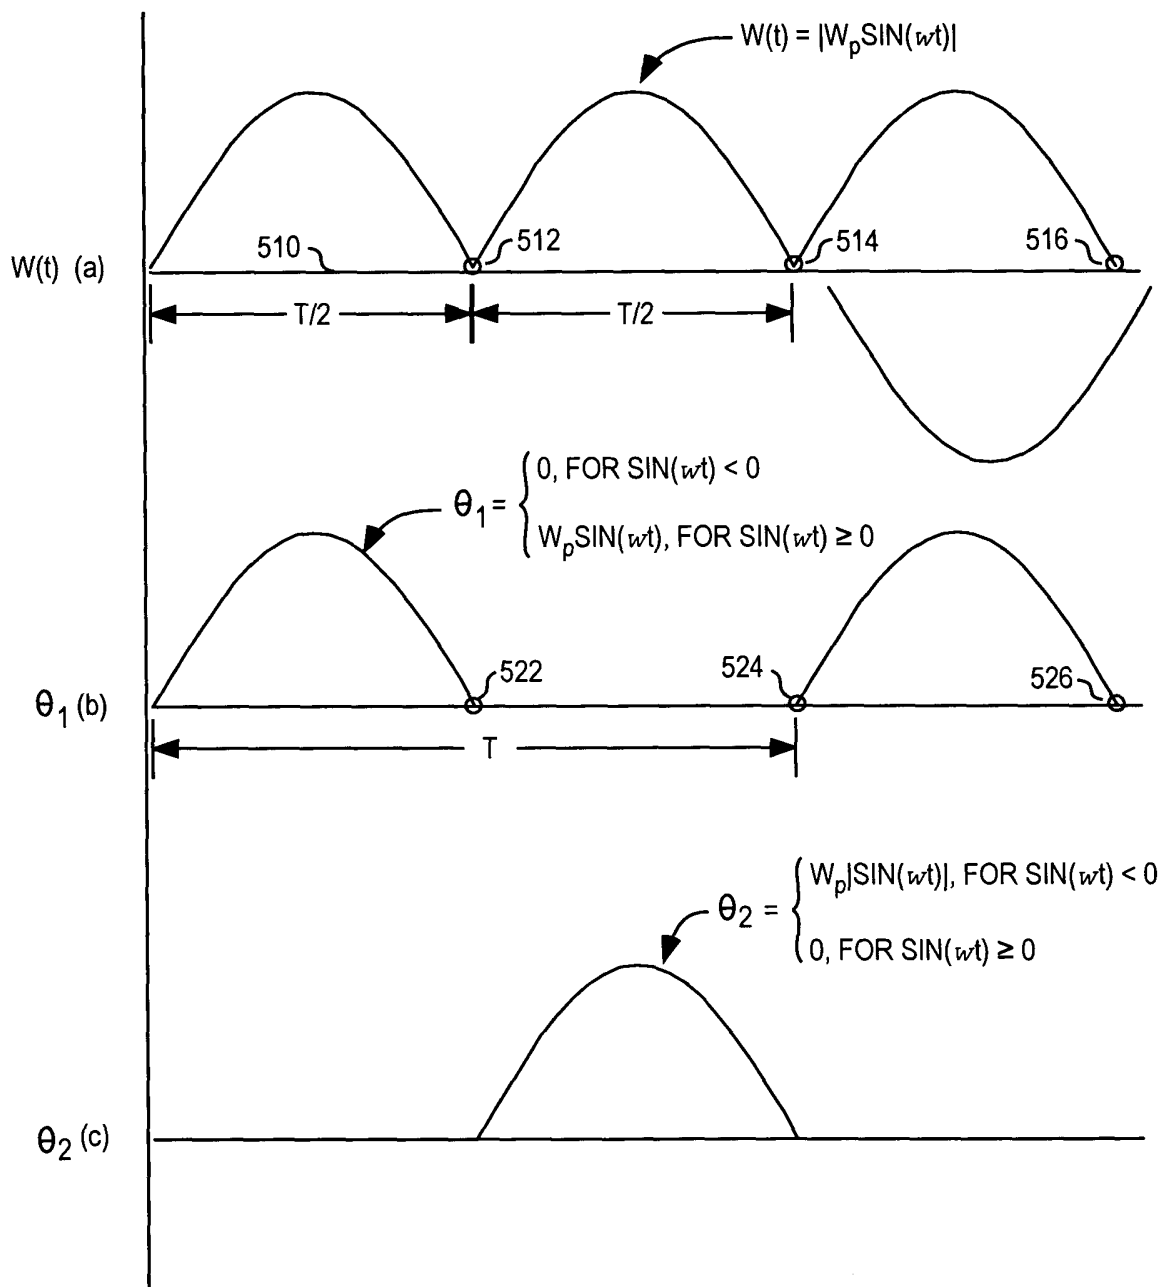 W(t) = |WpSIN(wt)|
510
512
514
516
W(t) (a)
T/2
T/2
θ1 = { 0, FOR SIN(wt) < 0
WpSIN(wt), FOR SIN(wt) ≥ 0
522
524
526
θ1 (b)
T
θ2 = { Wp|SIN(wt)|, FOR SIN(wt) < 0
0, FOR SIN(wt) ≥ 0
θ2 (c)